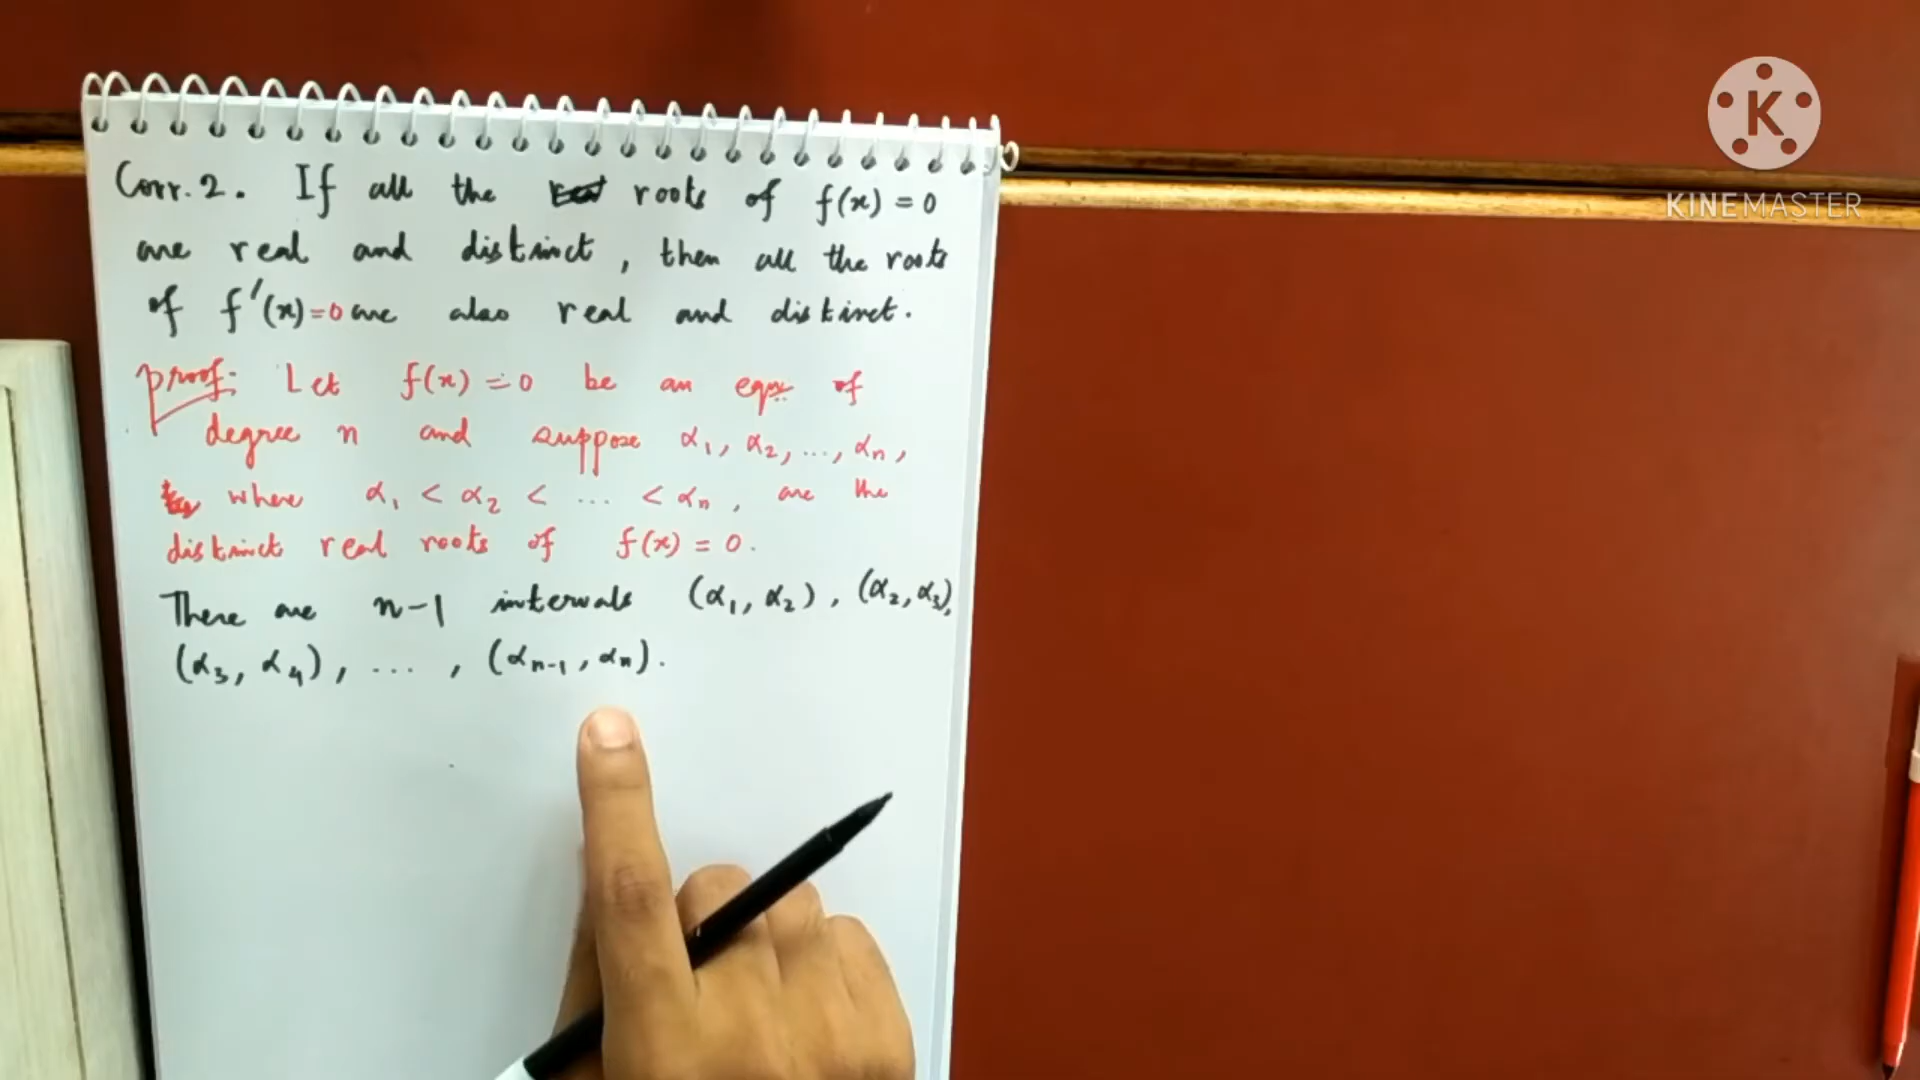 Corr. 2. If all the roots of f(x) = 0
are real and distinct, then all the roots
of f'(x)=0 are also real and distinct.
proof: Let f(x) = 0 be an eqn. of
degree n and suppose α₁, α₂, ..., αₙ,
where α₁ < α₂ < ... < αₙ, are the
distinct real roots of f(x) = 0.
There are n-1 intervals (α₁, α₂), (α₂, α₃),
(α₃, α₄), ... , (αₙ₋₁, αₙ).
K
KINEMASTER